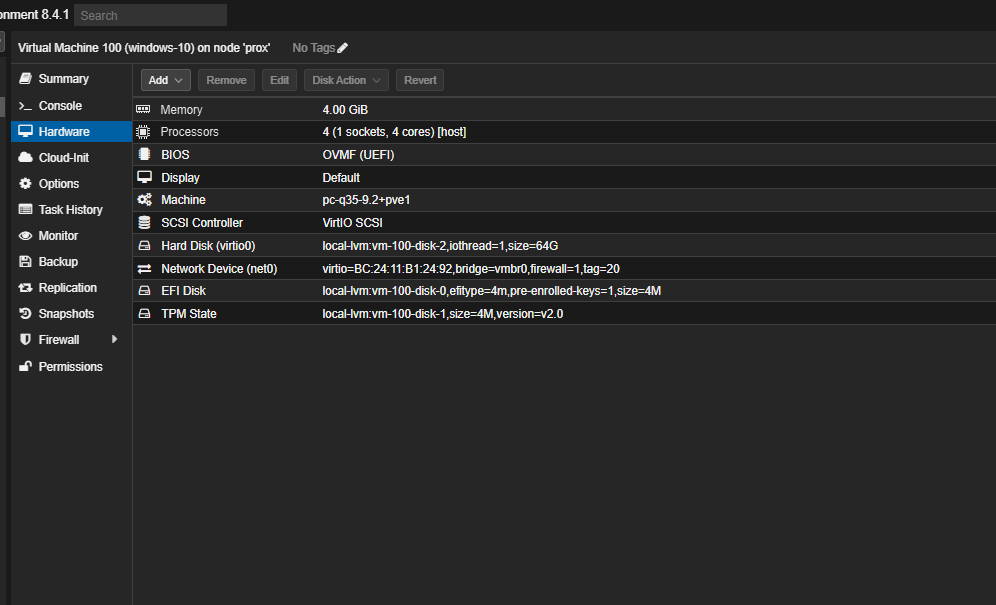 onment 8.4.1 Search
Virtual Machine 100 (windows-10) on node 'prox' No Tags
Summary
Console
Hardware
Cloud-Init
Options
Task History
Monitor
Backup
Replication
Snapshots
Firewall
Permissions
Add Remove Edit Disk Action Revert
Memory 4.00 GiB
Processors 4 (1 sockets, 4 cores) [host]
BIOS OVMF (UEFI)
Display Default
Machine pc-q35-9.2+pve1
SCSI Controller VirtIO SCSI
Hard Disk (virtio0) local-lvm:vm-100-disk-2,iothread=1,size=64G
Network Device (net0) virtio=BC:24:11:B1:24:92,bridge=vmbr0,firewall=1,tag=20
EFI Disk local-lvm:vm-100-disk-0,efitype=4m,pre-enrolled-keys=1,size=4M
TPM State local-lvm:vm-100-disk-1,size=4M,version=v2.0